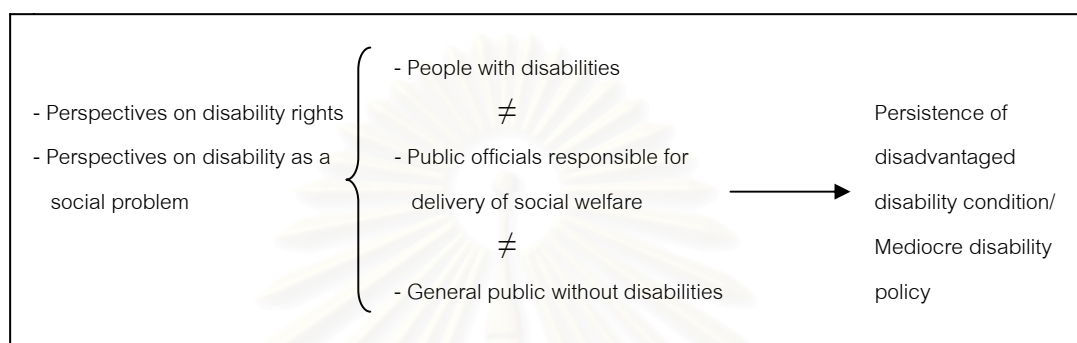 - Perspectives on disability rights
- Perspectives on disability as a
social problem
- People with disabilities
≠
- Public officials responsible for
delivery of social welfare
≠
- General public without disabilities
Persistence of
disadvantaged
disability condition/
Mediocre disability
policy